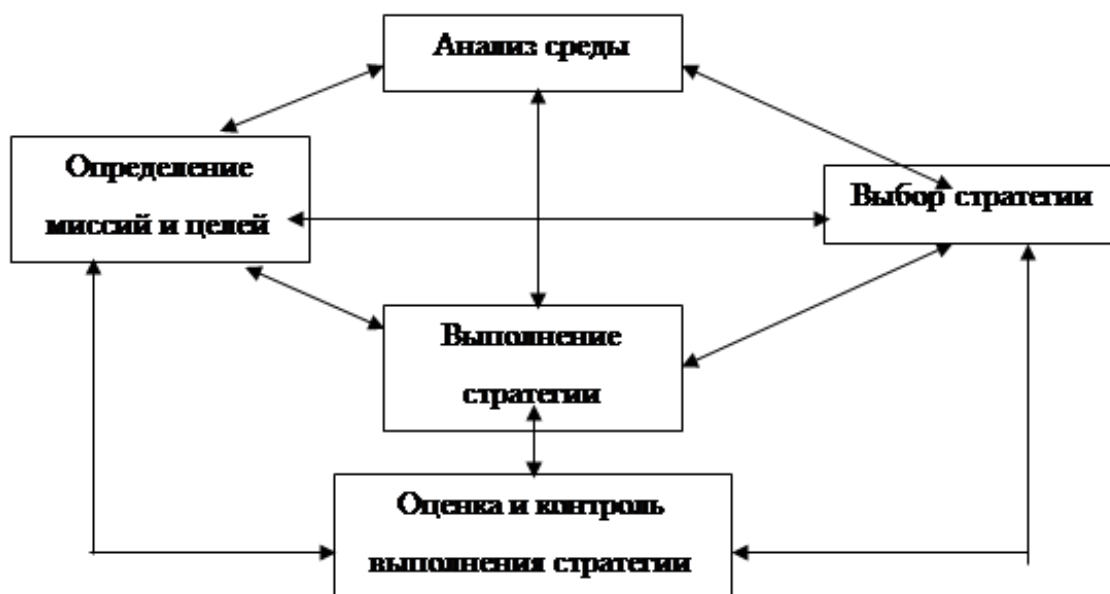 Анализ среды
Определение
миссий и целей
Выбор стратегии
Выполнение
стратегии
Оценка и контроль
выполнения стратегии